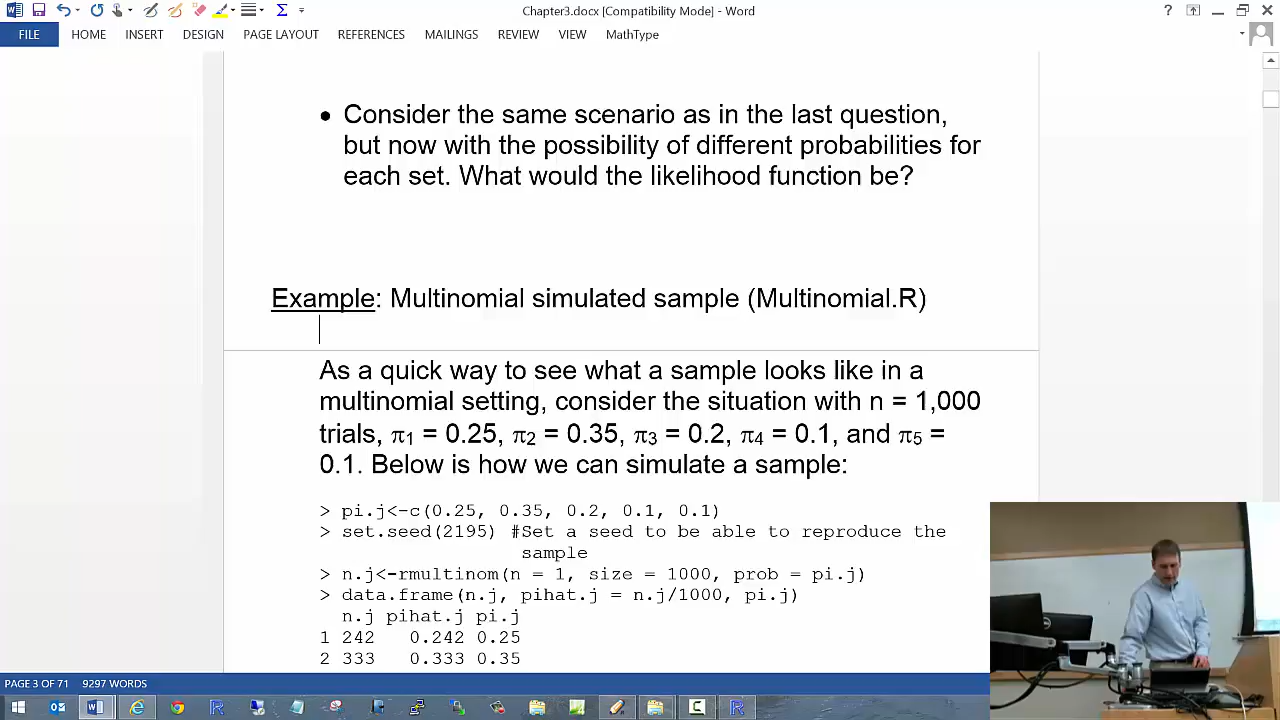 Chapter3.docx [Compatibility Mode] - Word
FILE HOME INSERT DESIGN PAGE LAYOUT REFERENCES MAILINGS REVIEW VIEW MathType
• Consider the same scenario as in the last question,
but now with the possibility of different probabilities for
each set. What would the likelihood function be?
Example: Multinomial simulated sample (Multinomial.R)
As a quick way to see what a sample looks like in a
multinomial setting, consider the situation with n = 1,000
trials, π1 = 0.25, π2 = 0.35, π3 = 0.2, π4 = 0.1, and π5 =
0.1. Below is how we can simulate a sample:
> pi.j<-c(0.25, 0.35, 0.2, 0.1, 0.1)
> set.seed(2195) #Set a seed to be able to reproduce the
sample
> n.j<-rmultinom(n = 1, size = 1000, prob = pi.j)
> data.frame(n.j, pihat.j = n.j/1000, pi.j)
n.j pihat.j pi.j
1 242 0.242 0.25
2 333 0.333 0.35
PAGE 3 OF 71 9297 WORDS